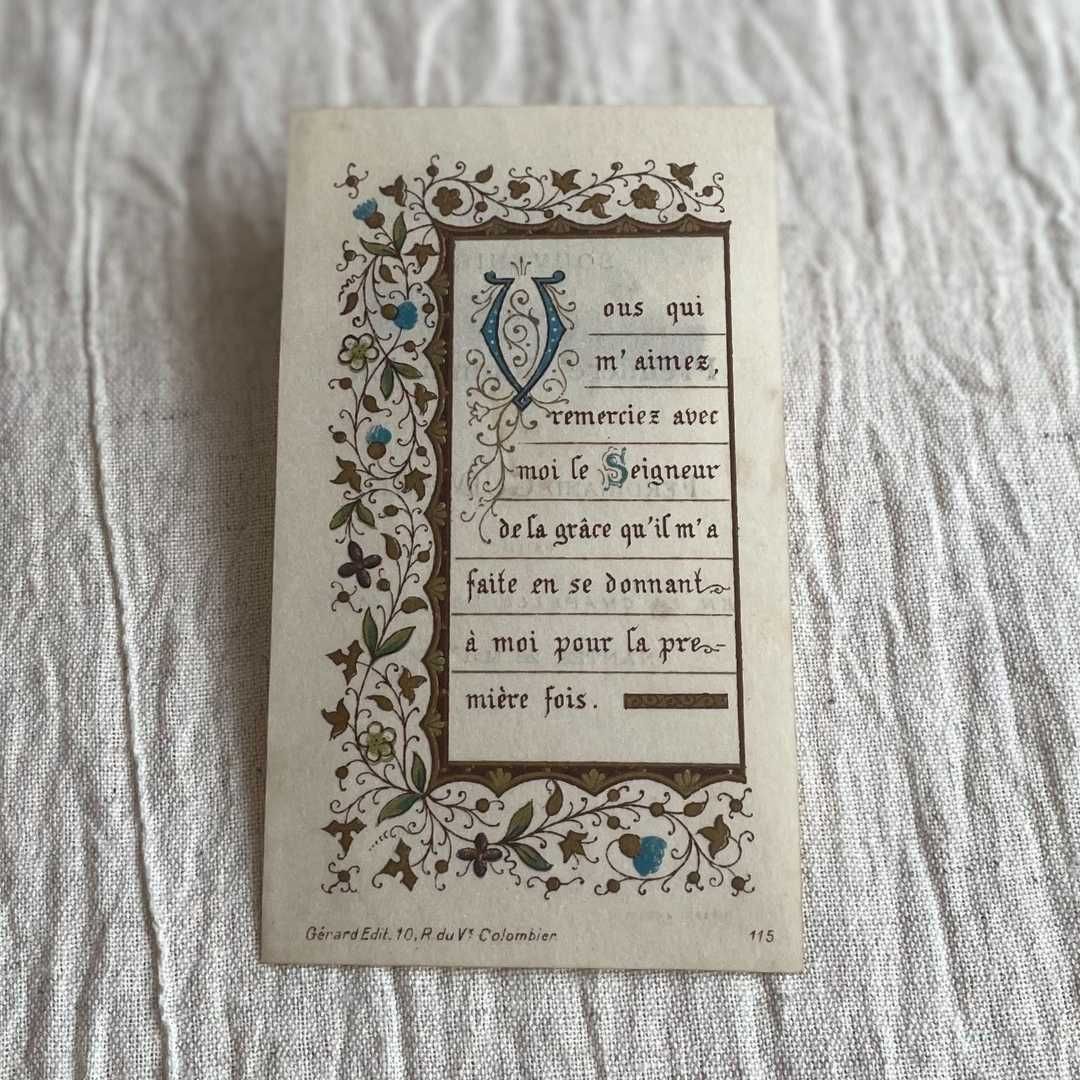 Vous qui
m'aimez,
remerciez avec
moi le Seigneur
de la grâce qu'il m'a
faite en se donnant
à moi pour la pre-
mière fois.
Gérard Edit. 10, R. du Vx Colombier
115